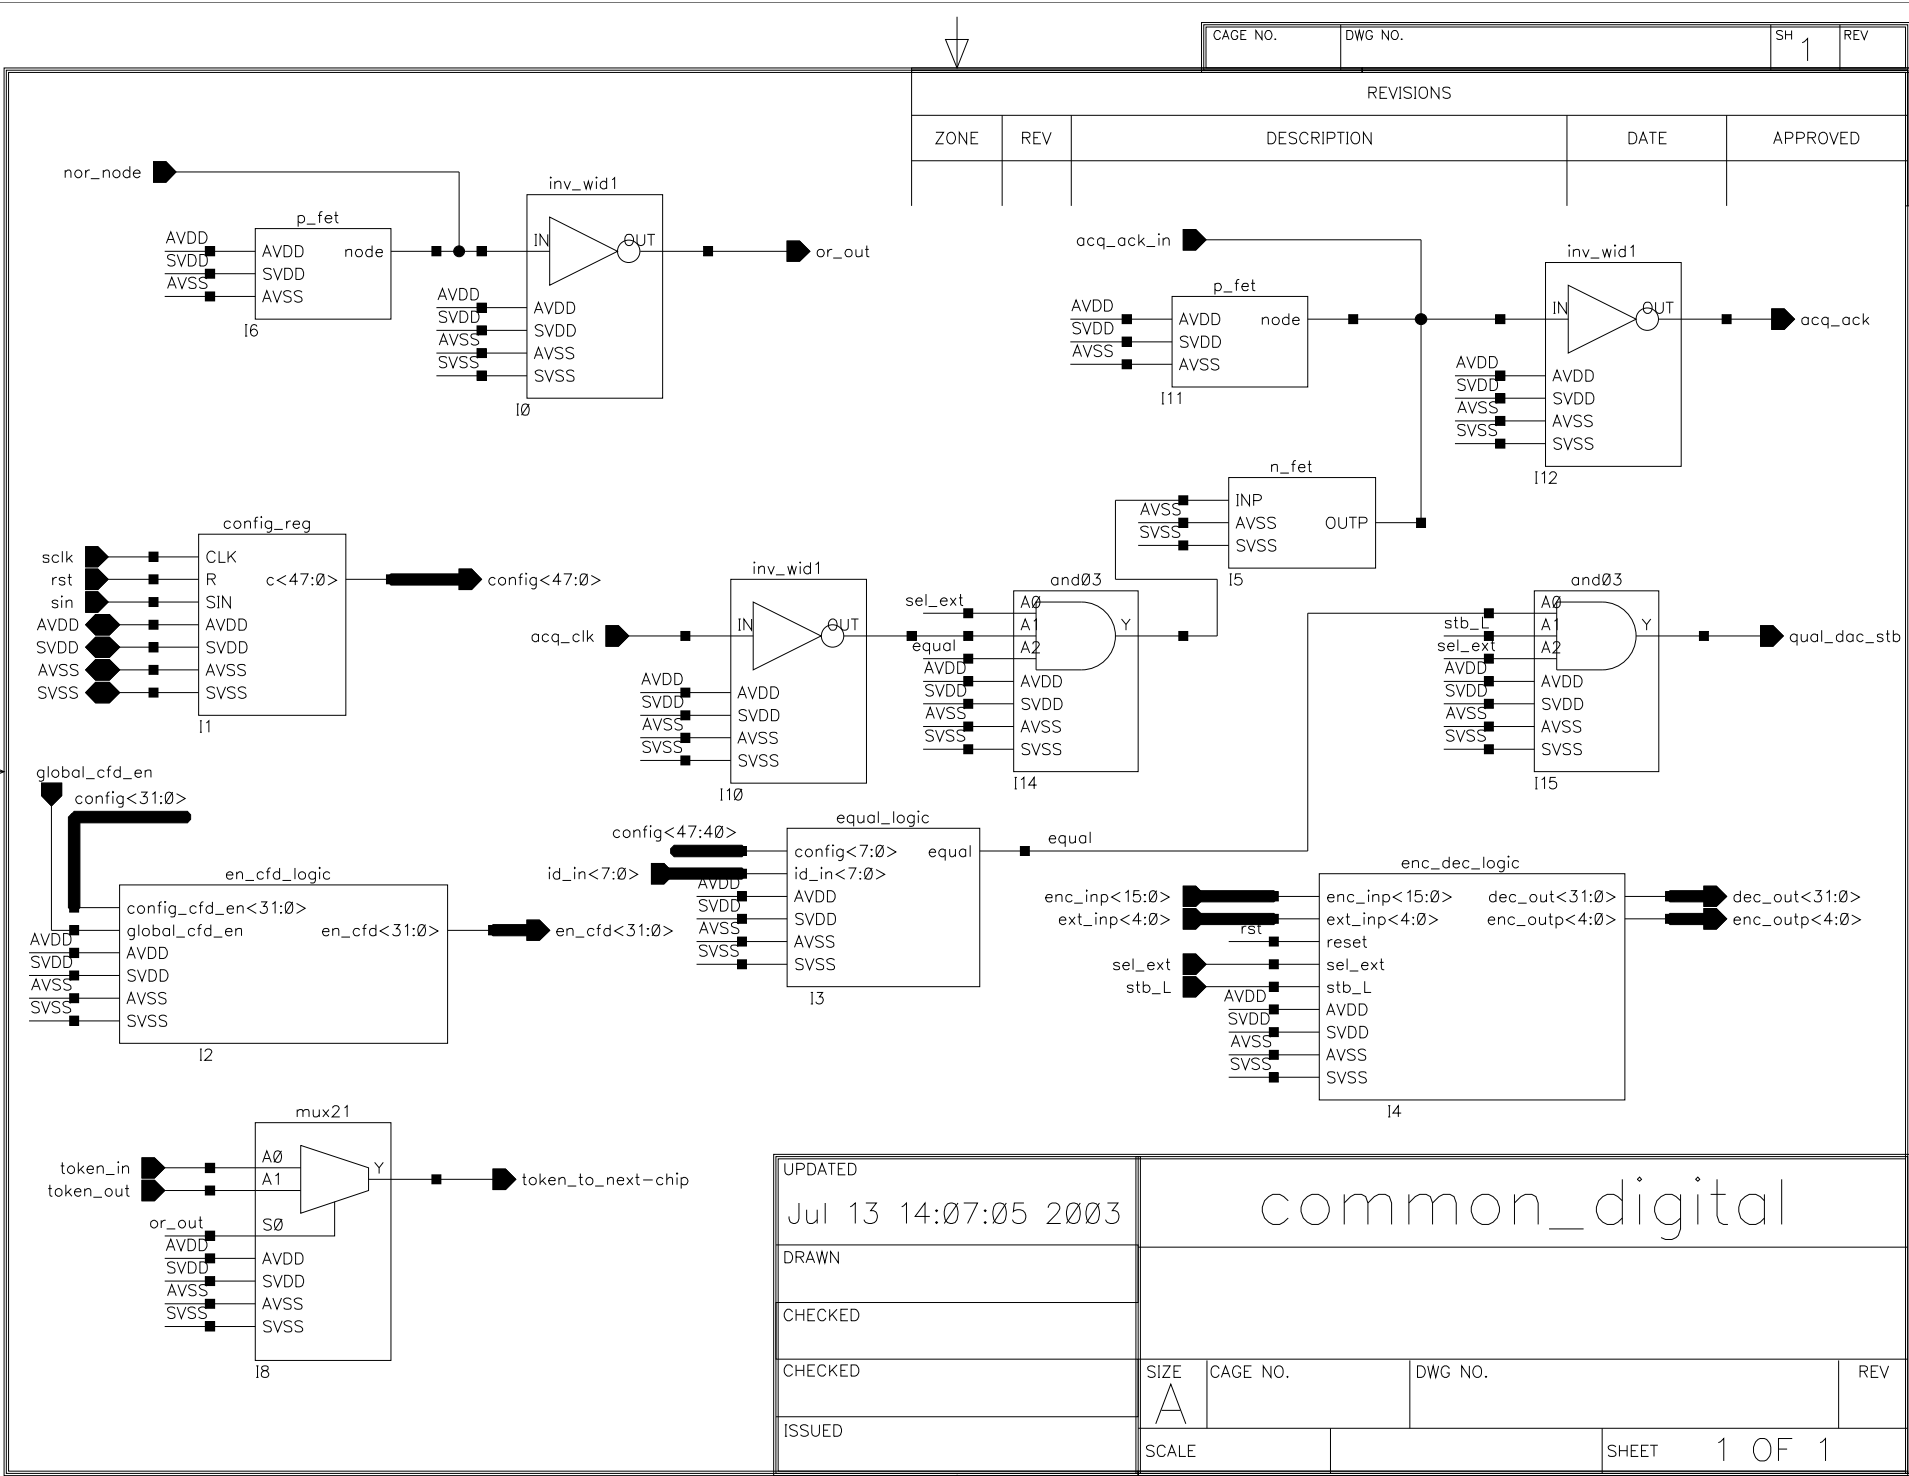 CAGE NO.
DWG NO.
SH 1
REV
REVISIONS
ZONE
REV
DESCRIPTION
DATE
APPROVED
nor_node
p_fet
AVDD
SVDD
AVSS
AVDD
SVDD
AVSS
node
I6
inv_wid1
IN
OUT
AVDD
SVDD
AVSS
SVSS
AVDD
SVDD
AVSS
SVSS
I0
or_out
acq_ack_in
p_fet
AVDD
SVDD
AVSS
AVDD
SVDD
AVSS
node
I11
inv_wid1
IN
OUT
AVDD
SVDD
AVSS
SVSS
AVDD
SVDD
AVSS
SVSS
I12
acq_ack
n_fet
AVSS
SVSS
INP
AVSS
SVSS
OUTP
I5
config_reg
sclk
rst
sin
AVDD
SVDD
AVSS
SVSS
CLK
R
SIN
AVDD
SVDD
AVSS
SVSS
c<47:0>
I1
config<47:0>
acq_clk
inv_wid1
IN
OUT
AVDD
SVDD
AVSS
SVSS
AVDD
SVDD
AVSS
SVSS
I10
and03
sel_ext
equal
AVDD
SVDD
AVSS
SVSS
A0
A1
A2
Y
AVDD
SVDD
AVSS
SVSS
I14
and03
stb_L
sel_ext
AVDD
SVDD
AVSS
SVSS
A0
A1
A2
Y
AVDD
SVDD
AVSS
SVSS
I15
qual_dac_stb
global_cfd_en
config<31:0>
en_cfd_logic
AVDD
SVDD
AVSS
SVSS
config_cfd_en<31:0>
global_cfd_en
AVDD
SVDD
AVSS
SVSS
en_cfd<31:0>
I2
en_cfd<31:0>
equal_logic
config<47:40>
id_in<7:0>
AVDD
SVDD
AVSS
SVSS
config<7:0>
id_in<7:0>
AVDD
SVDD
AVSS
SVSS
equal
I3
equal
enc_dec_logic
enc_inp<15:0>
ext_inp<4:0>
rst
sel_ext
stb_L
AVDD
SVDD
AVSS
SVSS
enc_inp<15:0>
ext_inp<4:0>
reset
sel_ext
stb_L
AVDD
SVDD
AVSS
SVSS
dec_out<31:0>
enc_outp<4:0>
I4
dec_out<31:0>
enc_outp<4:0>
mux21
token_in
token_out
or_out
AVDD
SVDD
AVSS
SVSS
A0
A1
S0
Y
AVDD
SVDD
AVSS
SVSS
I8
token_to_next-chip
UPDATED
Jul 13 14:07:05 2003
DRAWN
CHECKED
CHECKED
ISSUED
common_digital
SIZE
A
CAGE NO.
DWG NO.
REV
SCALE
SHEET 1 OF 1